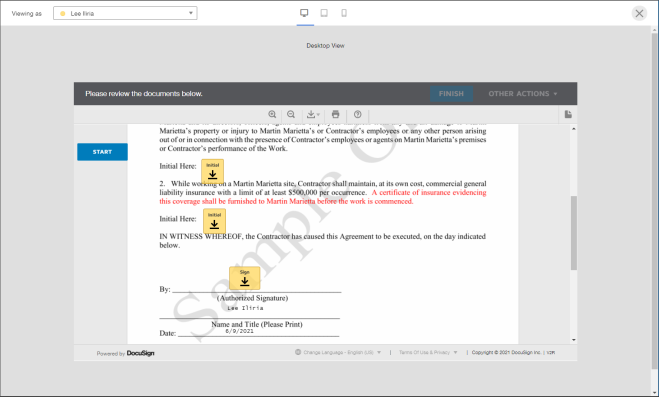 Viewing as
Lee Iliria
Desktop View
Please review the documents below.
FINISH
OTHER ACTIONS
START
Marietta's property or injury to Martin Marietta's or Contractor's employees or any other person arising
out of or in connection with the presence of Contractor's employees or agents on Martin Marietta's premises
or Contractor's performance of the Work.
Initial Here:
Initial
2. While working on a Martin Marietta site, Contractor shall maintain, at its own cost, commercial general
liability insurance with a limit of at least $500,000 per occurrence. A certificate of insurance evidencing
this coverage shall be furnished to Martin Marietta before the work is commenced.
Initial Here:
Initial
IN WITNESS WHEREOF, the Contractor has caused this Agreement to be executed, on the day indicated
below.
Sign
By:
(Authorized Signature)
Lee Iliria
Name and Title (Please Print)
Date: 6/9/2021
Sample
Powered by DocuSign
Change Language - English (US)
Terms Of Use & Privacy
Copyright © 2021 DocuSign Inc. | V2R